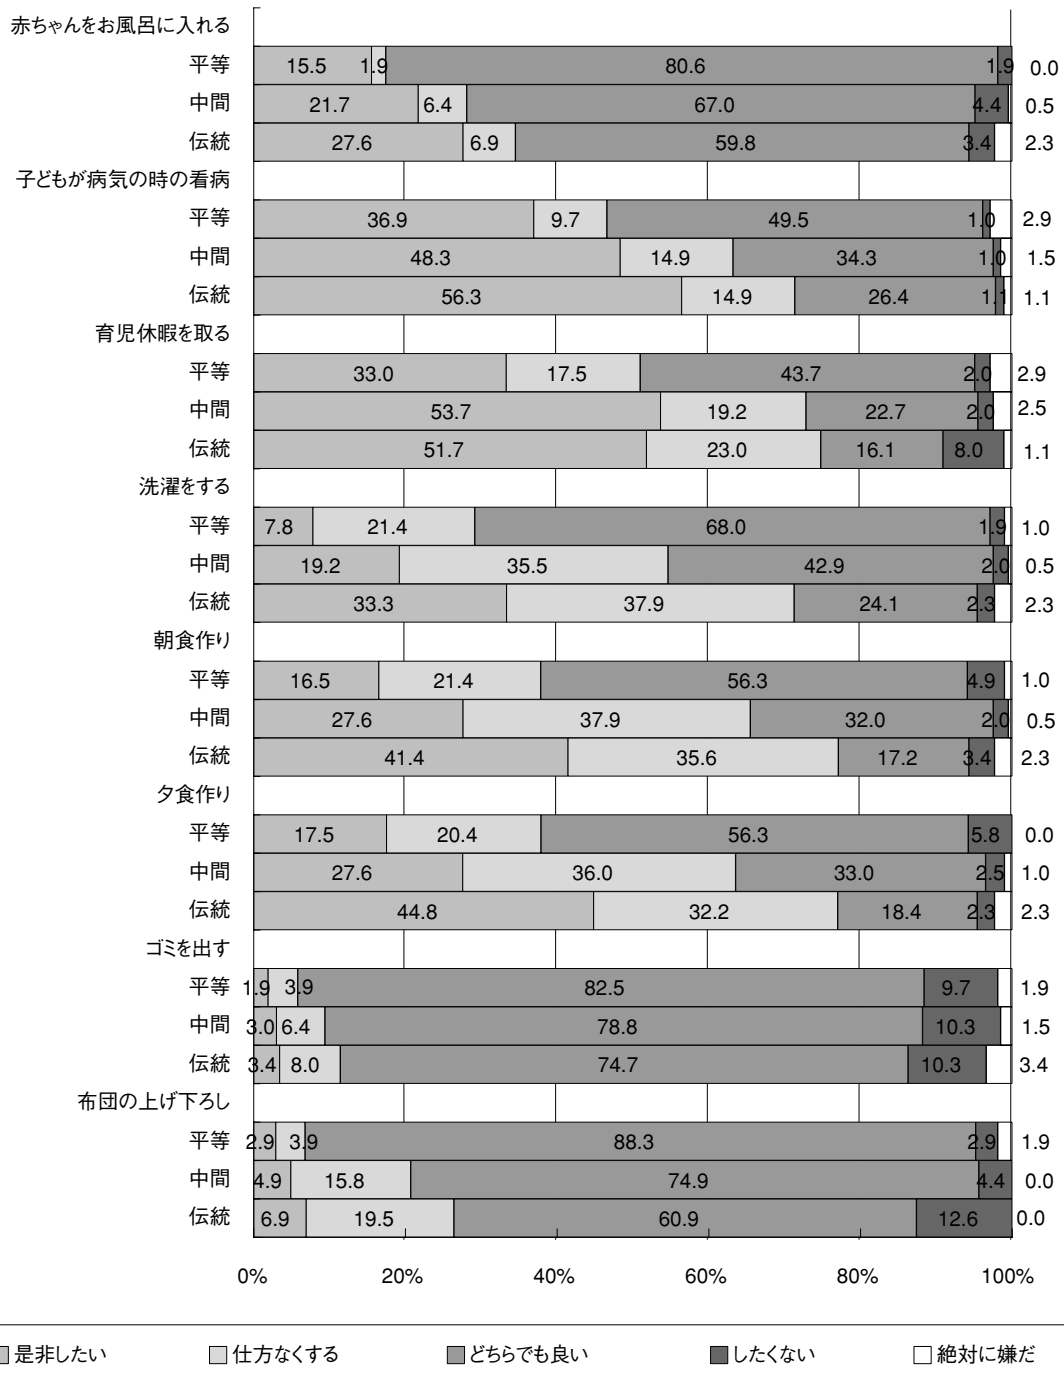 赤ちゃんをお風呂に入れる
平等 15.5 1.9 80.6 1.9 0.0
中間 21.7 6.4 67.0 4.4 0.5
伝統 27.6 6.9 59.8 3.4 2.3
子どもが病気の時の看病
平等 36.9 9.7 49.5 1.0 2.9
中間 48.3 14.9 34.3 1.0 1.5
伝統 56.3 14.9 26.4 1.1 1.1
育児休暇を取る
平等 33.0 17.5 43.7 2.0 2.9
中間 53.7 19.2 22.7 2.0 2.5
伝統 51.7 23.0 16.1 8.0 1.1
洗濯をする
平等 7.8 21.4 68.0 1.9 1.0
中間 19.2 35.5 42.9 2.0 0.5
伝統 33.3 37.9 24.1 2.3 2.3
朝食作り
平等 16.5 21.4 56.3 4.9 1.0
中間 27.6 37.9 32.0 2.0 0.5
伝統 41.4 35.6 17.2 3.4 2.3
夕食作り
平等 17.5 20.4 56.3 5.8 0.0
中間 27.6 36.0 33.0 2.5 1.0
伝統 44.8 32.2 18.4 2.3 2.3
ゴミを出す
平等 1.9 3.9 82.5 9.7 1.9
中間 3.0 6.4 78.8 10.3 1.5
伝統 3.4 8.0 74.7 10.3 3.4
布団の上げ下ろし
平等 2.9 3.9 88.3 2.9 1.9
中間 4.9 15.8 74.9 4.4 0.0
伝統 6.9 19.5 60.9 12.6 0.0
0% 20% 40% 60% 80% 100%
是非したい 仕方なくする どちらでも良い したくない 絶対に嫌だ